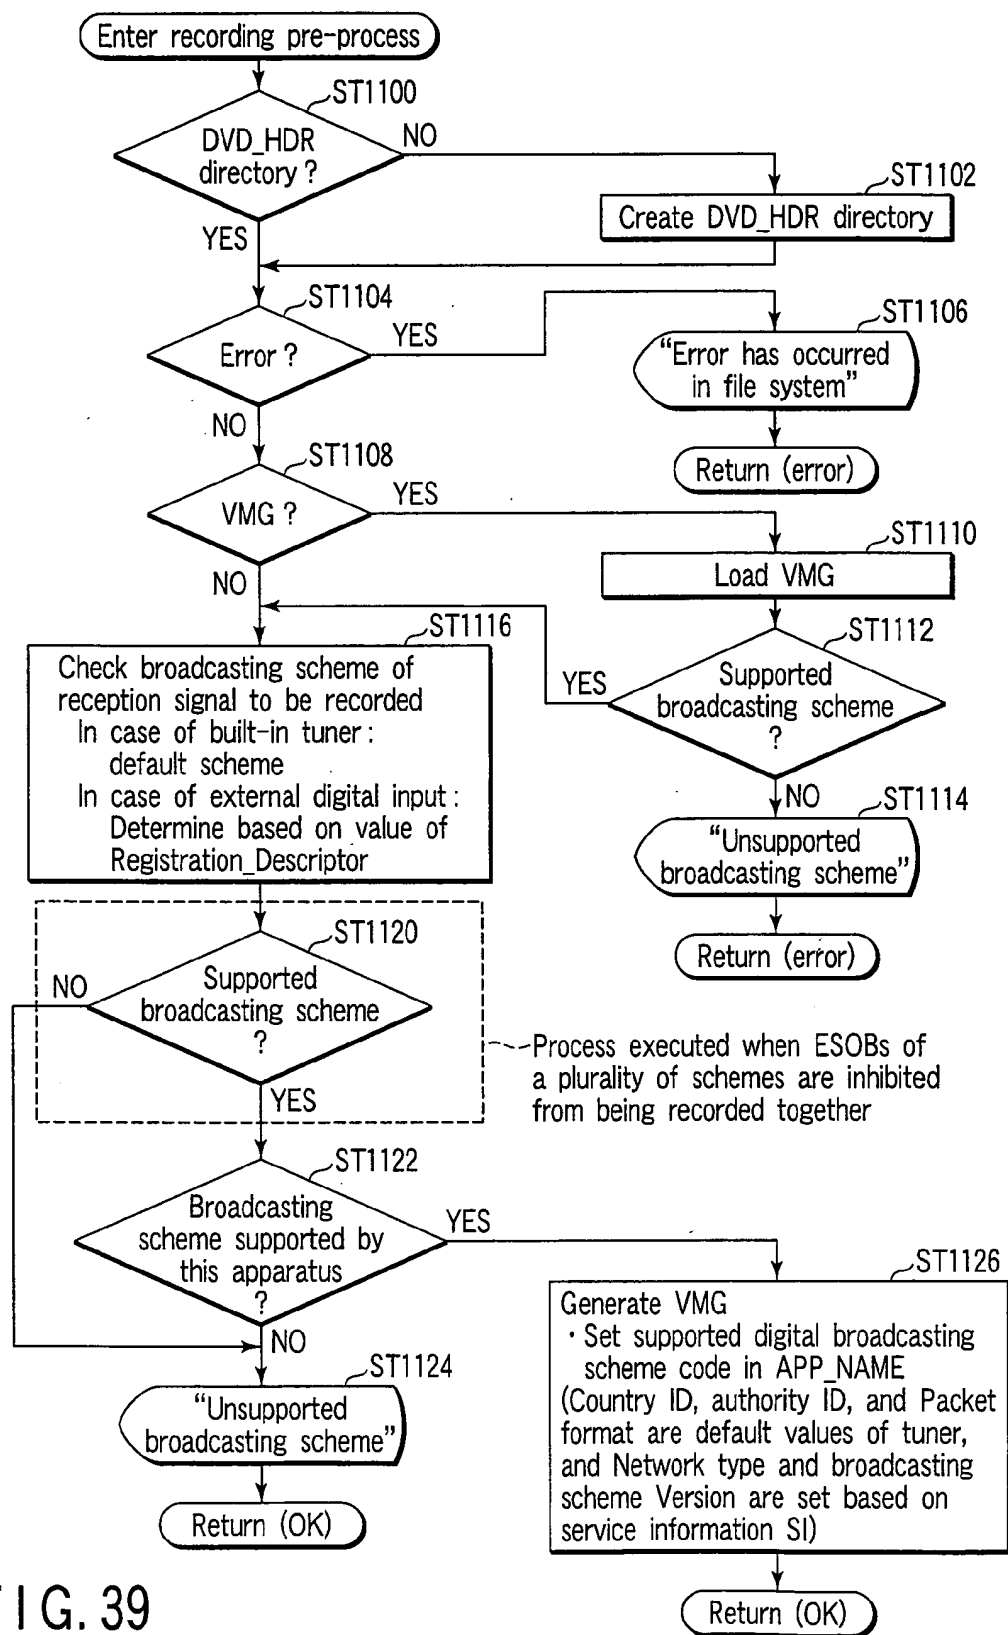 Enter recording pre-process
ST1100
DVD_HDR
directory ?
NO
ST1102
Create DVD_HDR directory
YES
ST1104
Error ?
YES
ST1106
“Error has occurred
in file system”
NO
Return (error)
ST1108
VMG ?
YES
ST1110
Load VMG
NO
ST1116
Check broadcasting scheme of
reception signal to be recorded
In case of built-in tuner :
default scheme
In case of external digital input :
Determine based on value of
Registration_Descriptor
ST1112
Supported
broadcasting scheme
?
YES
NO
ST1114
“Unsupported
broadcasting scheme”
Return (error)
ST1120
Supported
broadcasting scheme
?
NO
YES
Process executed when ESOBs of
a plurality of schemes are inhibited
from being recorded together
ST1122
Broadcasting
scheme supported by
this apparatus
?
YES
NO
ST1124
“Unsupported
broadcasting scheme”
Return (OK)
ST1126
Generate VMG
· Set supported digital broadcasting
scheme code in APP_NAME
(Country ID, authority ID, and Packet
format are default values of tuner,
and Network type and broadcasting
scheme Version are set based on
service information SI)
Return (OK)
IG. 39